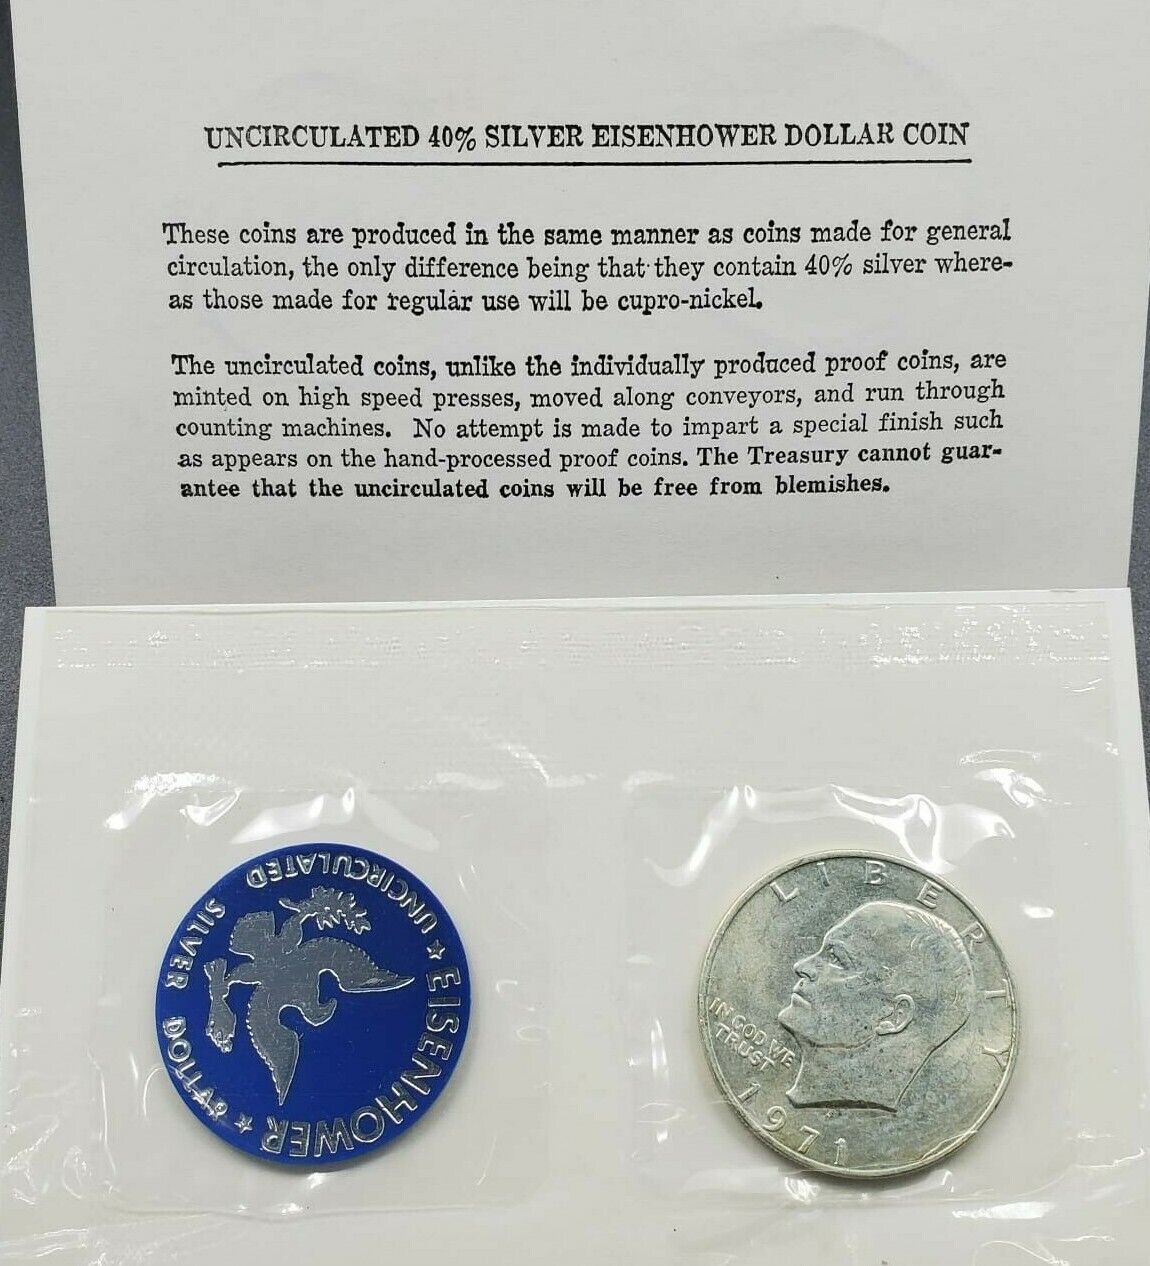 UNCIRCULATED 40% SILVER EISENHOWER DOLLAR COIN
These coins are produced in the same manner as coins made for general
circulation, the only difference being that they contain 40% silver where-
as those made for regular use will be cupro-nickel.
The uncirculated coins, unlike the individually produced proof coins, are
minted on high speed presses, moved along conveyors, and run through
counting machines. No attempt is made to impart a special finish such
as appears on the hand-processed proof coins. The Treasury cannot guar-
antee that the uncirculated coins will be free from blemishes.
★ EISENHOWER ★
UNCIRCULATED SILVER DOLLAR
LIBERTY
IN GOD WE
TRUST
1971